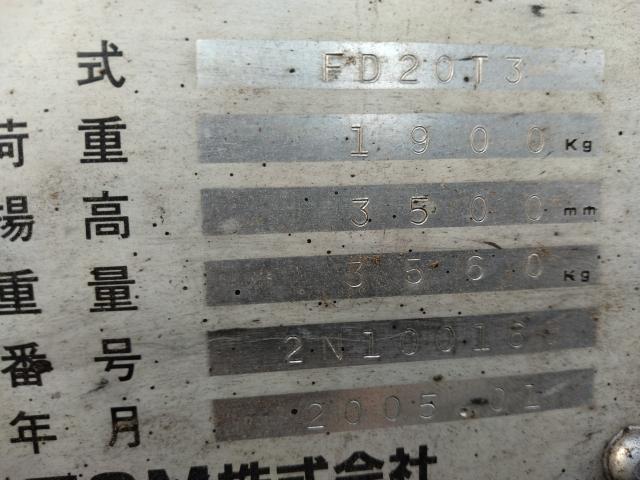 式 FD20T3
荷重 1900 Kg
揚高 3500 mm
重量 3560 Kg
番号 2N10016
年月 2005.01
株式会社